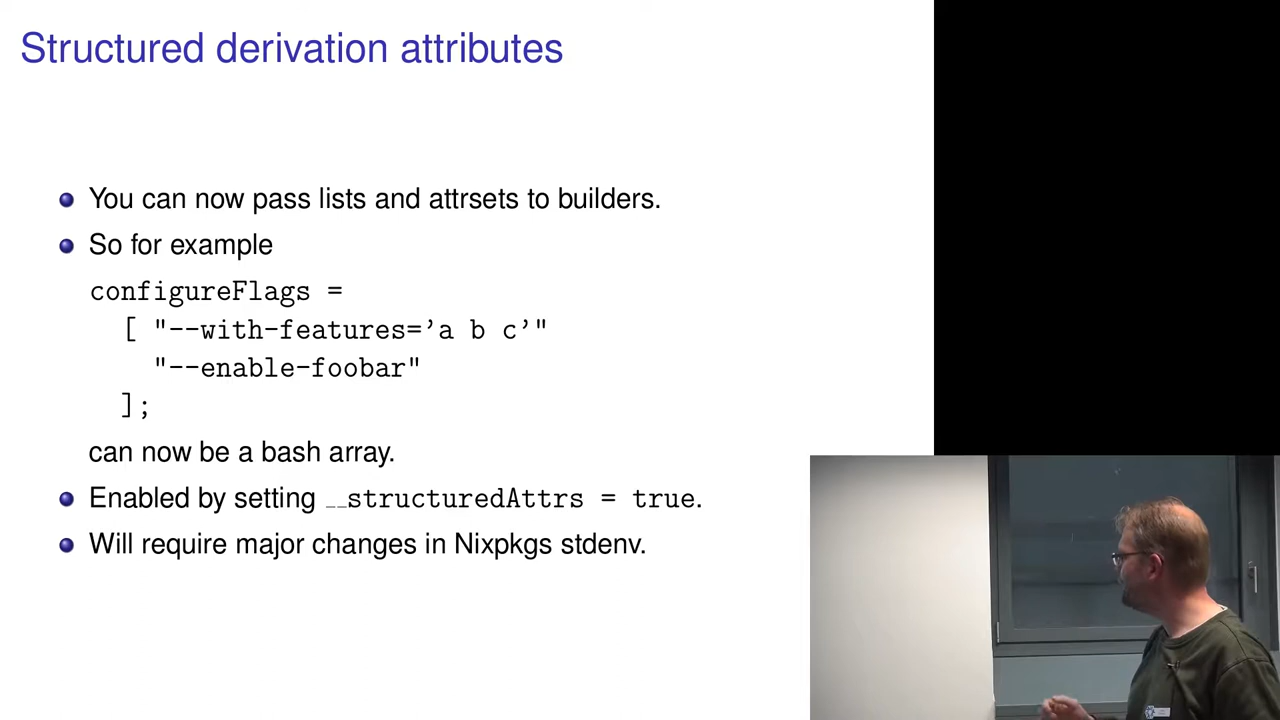 Structured derivation attributes
You can now pass lists and attrsets to builders.
So for example
configureFlags =
[ "--with-features='a b c'"
"--enable-foobar"
];
can now be a bash array.
Enabled by setting __structuredAttrs = true.
Will require major changes in Nixpkgs stdenv.